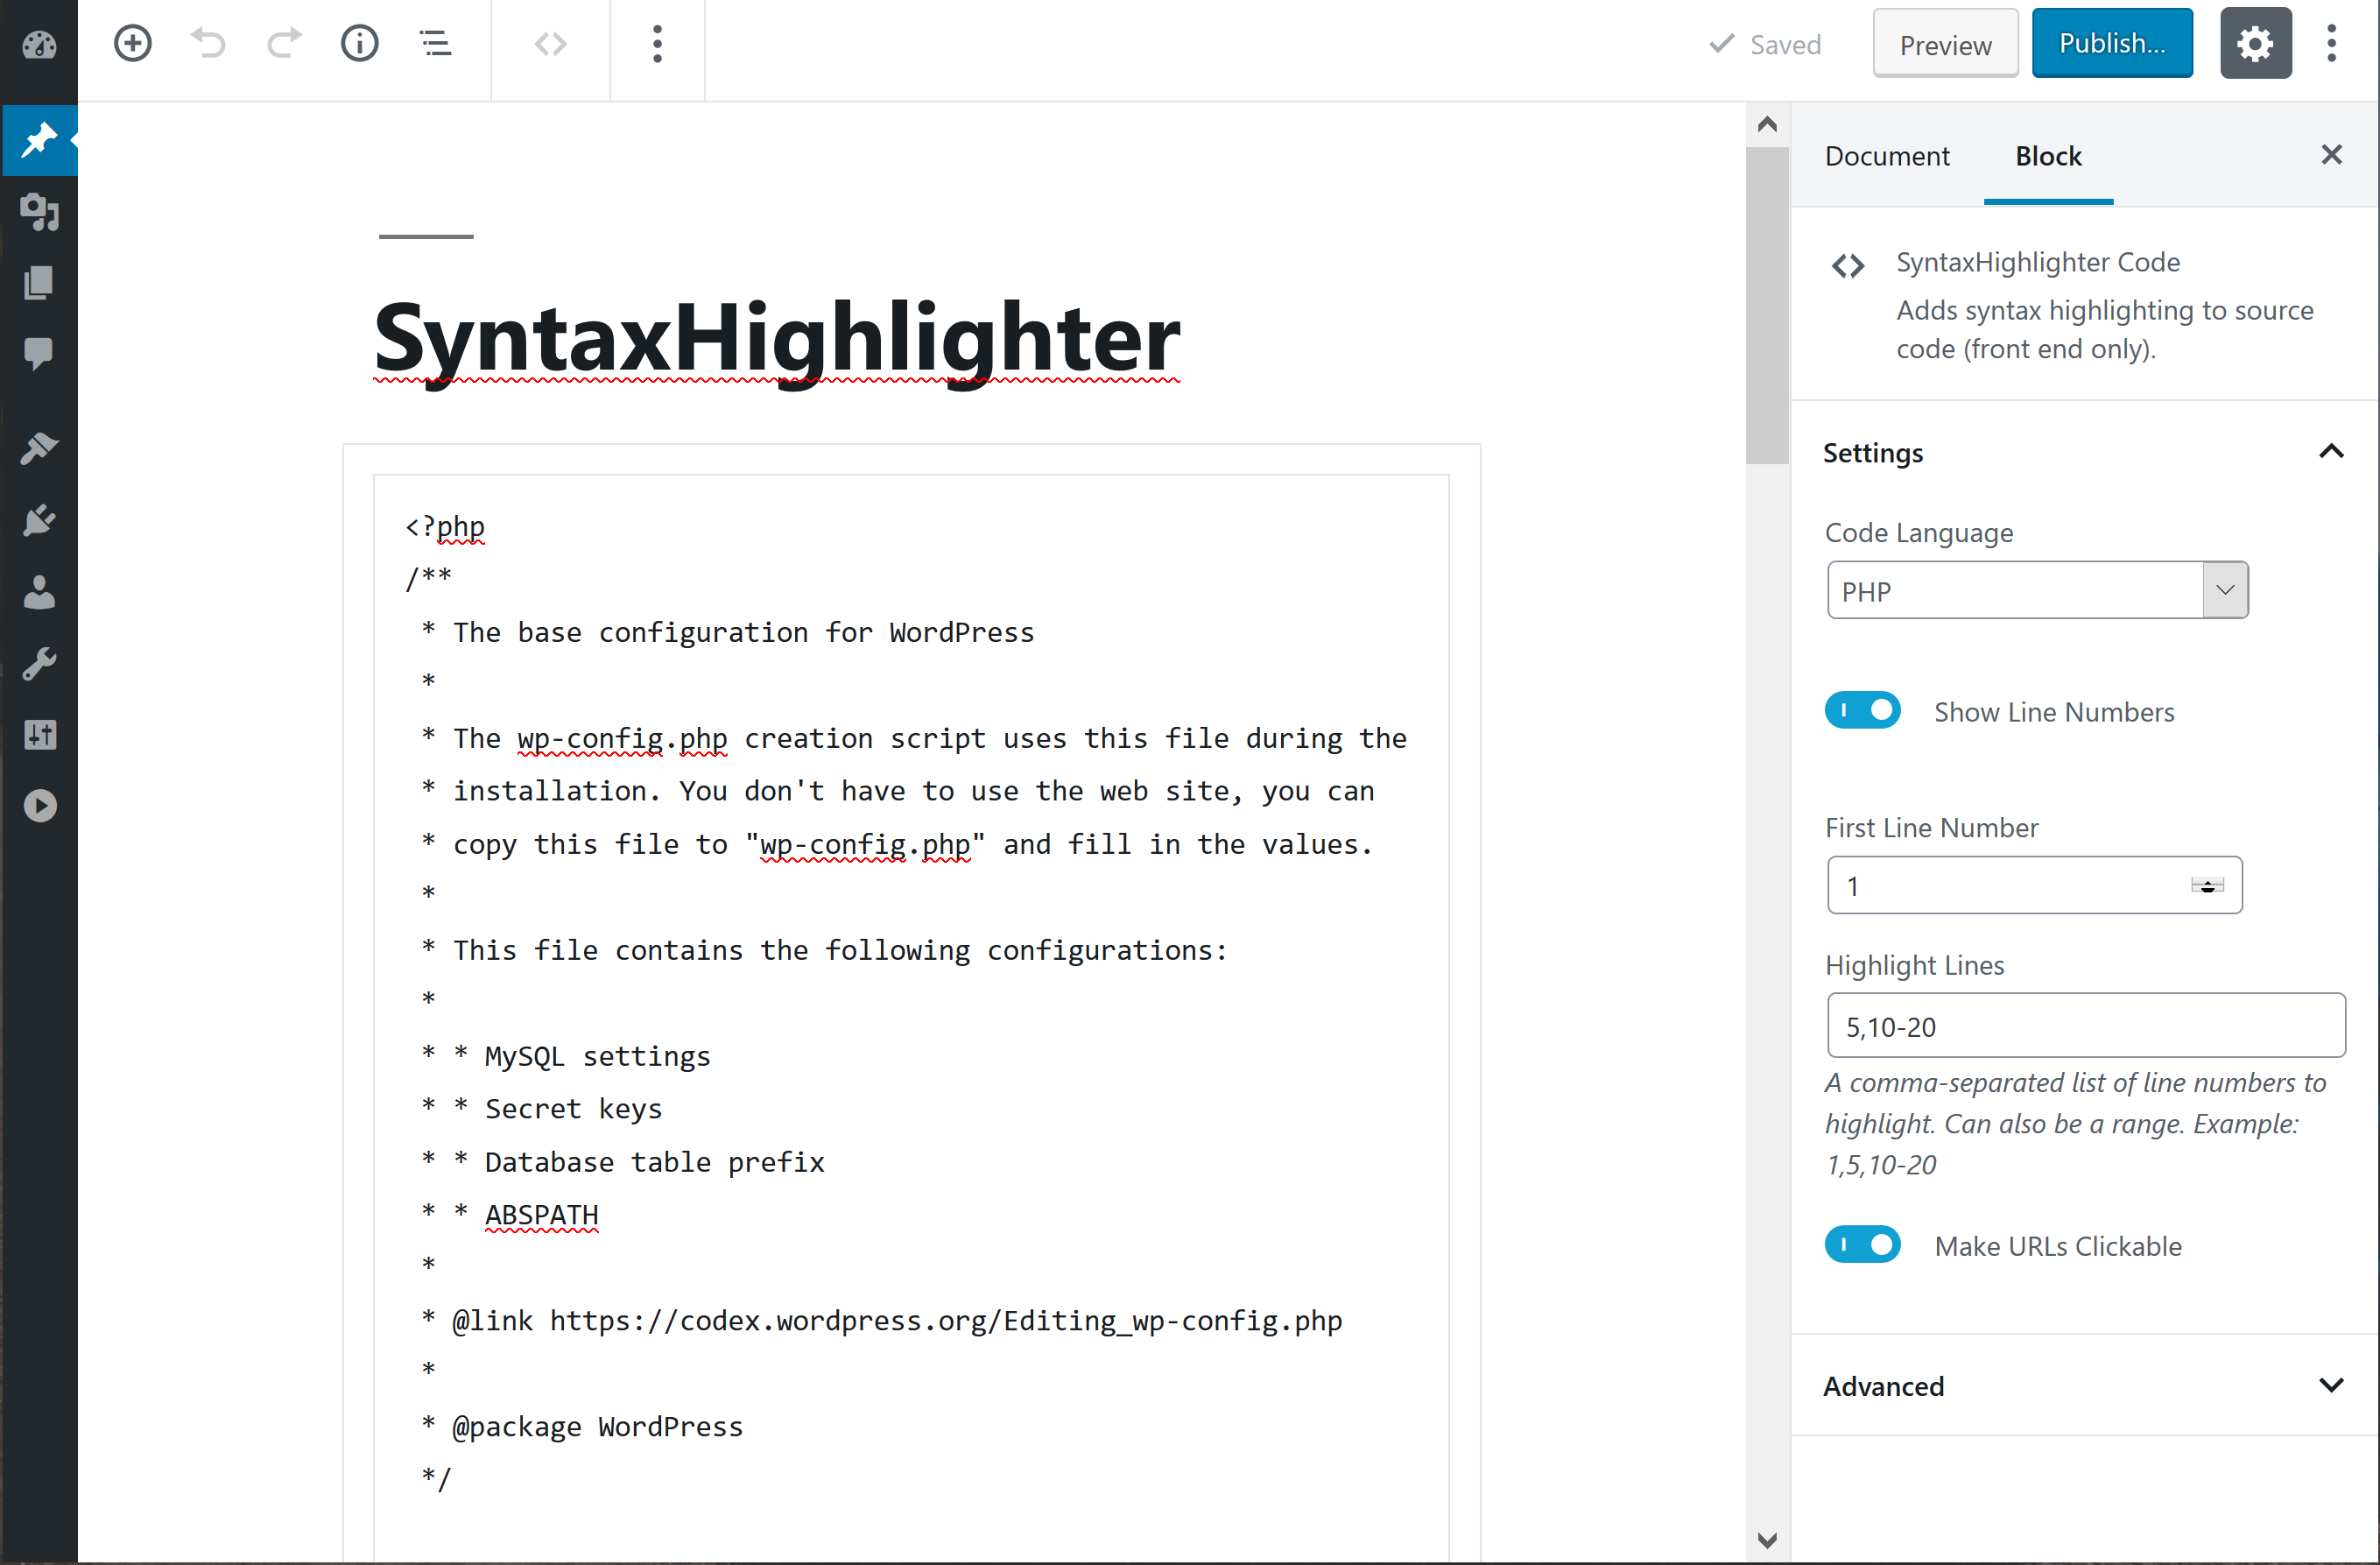 Saved
Preview
Publish...
SyntaxHighlighter
<?php
/**
* The base configuration for WordPress
*
* The wp-config.php creation script uses this file during the
* installation. You don't have to use the web site, you can
* copy this file to "wp-config.php" and fill in the values.
*
* This file contains the following configurations:
*
* * MySQL settings
* * Secret keys
* * Database table prefix
* * ABSPATH
*
* @link https://codex.wordpress.org/Editing_wp-config.php
*
* @package WordPress
*/
Document
Block
SyntaxHighlighter Code
Adds syntax highlighting to source
code (front end only).
Settings
Code Language
PHP
Show Line Numbers
First Line Number
1
Highlight Lines
5,10-20
A comma-separated list of line numbers to
highlight. Can also be a range. Example:
1,5,10-20
Make URLs Clickable
Advanced